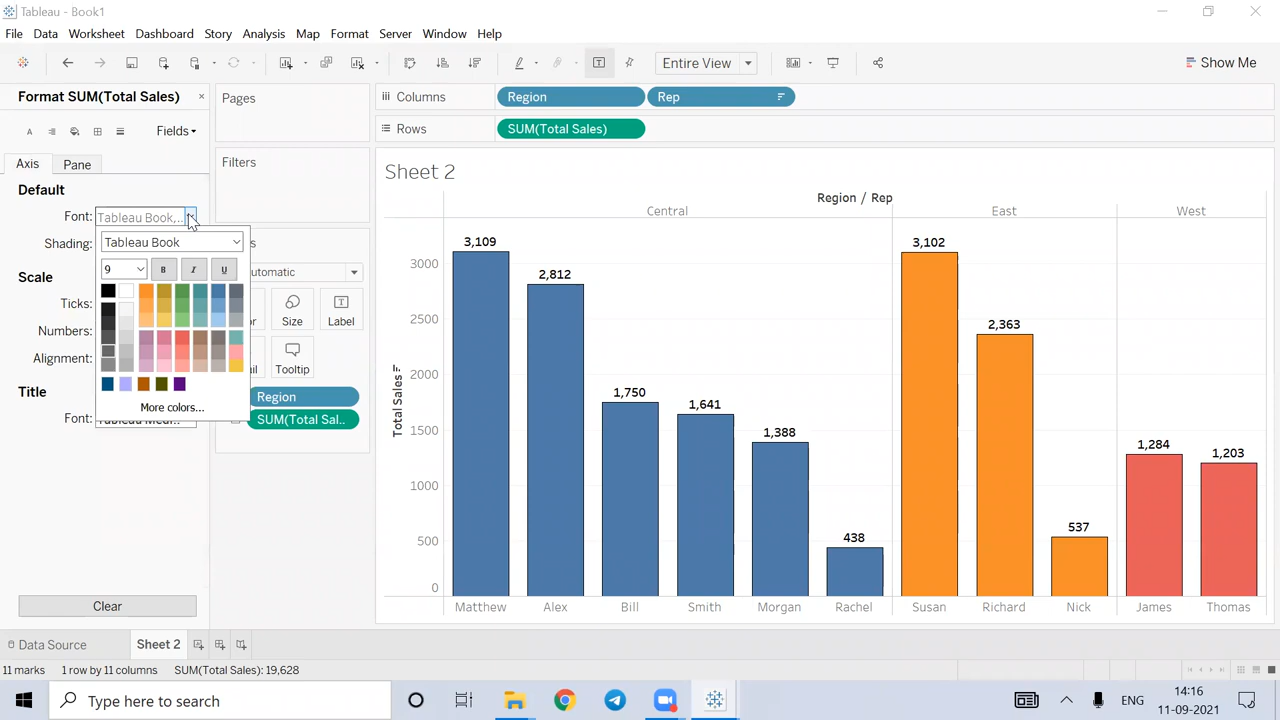 Tableau - Book1
File Data Worksheet Dashboard Story Analysis Map Format Server Window Help
Entire View
Show Me
Format SUM(Total Sales)
Fields
Axis
Pane
Default
Font: Tableau Book,...
Shading:
Tableau Book
9
B I U
Scale
Ticks:
Numbers:
Alignment:
Title
More colors...
Font:
Clear
Pages
Filters
utomatic
Size
Label
Tooltip
Region
SUM(Total Sal..
Columns
Region
Rep
Rows
SUM(Total Sales)
Sheet 2
Region / Rep
Central East West
Total Sales
3000
2500
2000
1500
1000
500
0
3,109
2,812
1,750
1,641
1,388
438
3,102
2,363
537
1,284
1,203
Matthew Alex Bill Smith Morgan Rachel Susan Richard Nick James Thomas
Data Source
Sheet 2
11 marks 1 row by 11 columns SUM(Total Sales): 19,628
Type here to search
ENG
14:16
11-09-2021